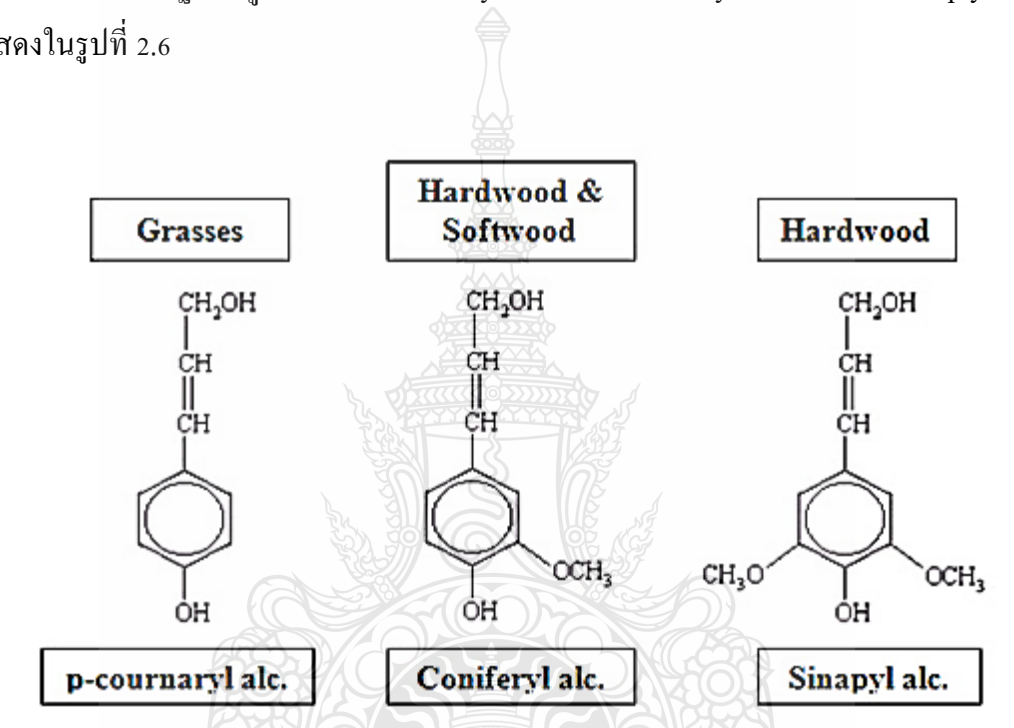 สดงในรูปที่ 2.6
Grasses
Hardwood &
Softwood
Hardwood
CH₂OH
CH
CH
OH
CH₂OH
CH
CH
OCH₃
OH
CH₂OH
CH
CH
CH₃O
OCH₃
OH
p-cournaryl alc.
Coniferyl alc.
Sinapyl alc.